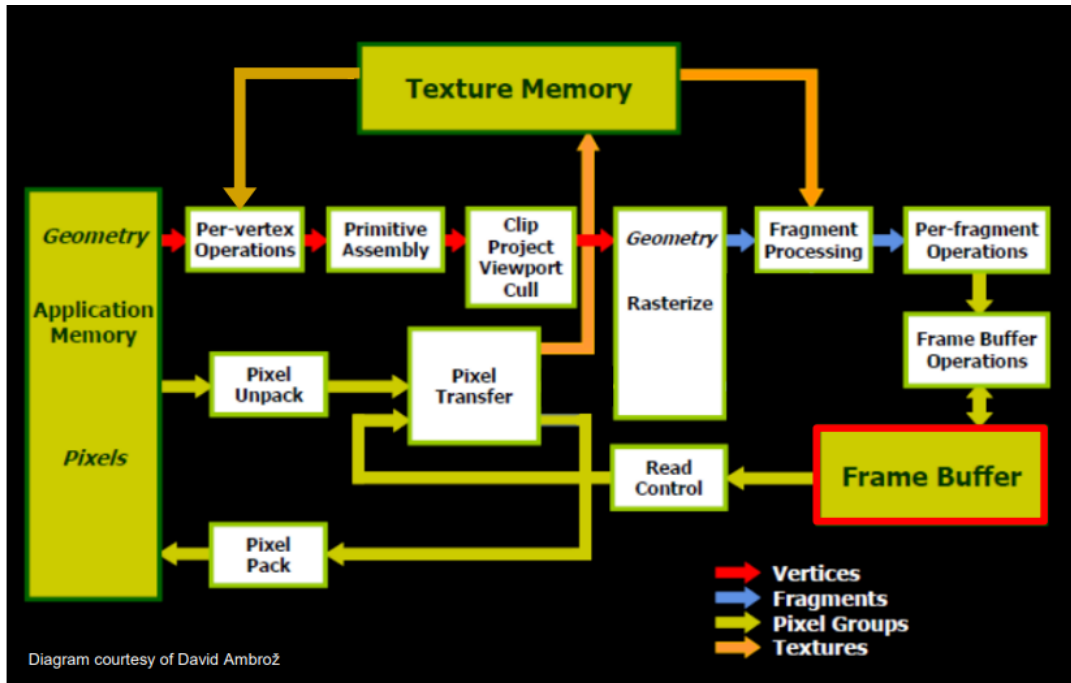 Texture Memory
Geometry
Application
Memory
Pixels
Per-vertex
Operations
Primitive
Assembly
Clip
Project
Viewport
Cull
Geometry
Rasterize
Fragment
Processing
Per-fragment
Operations
Frame Buffer
Operations
Pixel
Unpack
Pixel
Transfer
Read
Control
Frame Buffer
Pixel
Pack
Vertices
Fragments
Pixel Groups
Textures
Diagram courtesy of David Ambrož